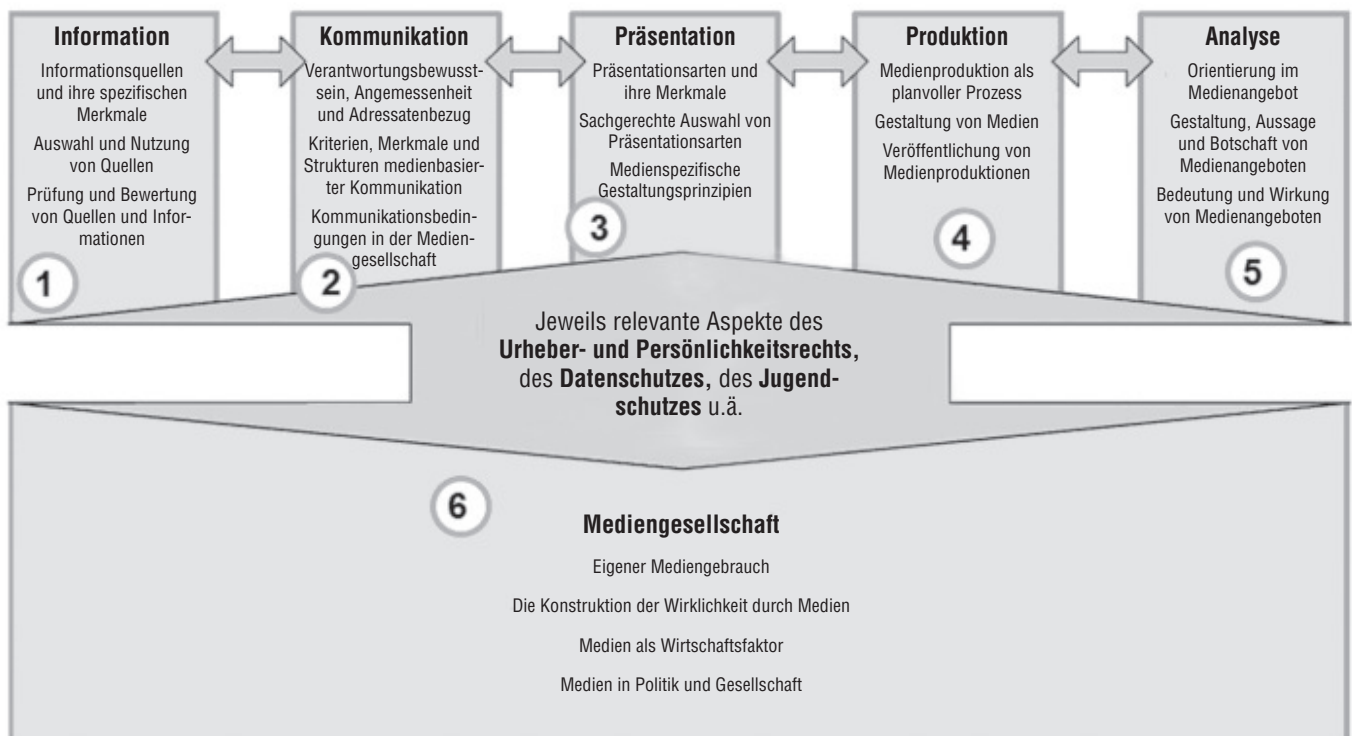 Information
Informationsquellen
und ihre spezifischen
Merkmale
Auswahl und Nutzung
von Quellen
Prüfung und Bewertung
von Quellen und Infor-
mationen
1
Kommunikation
Verantwortungsbewusst-
sein, Angemessenheit
und Adressatenbezug
Kriterien, Merkmale und
Strukturen medienbasier-
ter Kommunikation
Kommunikationsbedin-
gungen in der Medien-
gesellschaft
2
Präsentation
Präsentationsarten und
ihre Merkmale
Sachgerechte Auswahl von
Präsentationsarten
Medienspezifische
Gestaltungsprinzipien
3
Produktion
Medienproduktion als
planvoller Prozess
Gestaltung von Medien
Veröffentlichung von
Medienproduktionen
4
Analyse
Orientierung im
Medienangebot
Gestaltung, Aussage
und Botschaft von
Medienangeboten
Bedeutung und Wirkung
von Medienangeboten
5
Jeweils relevante Aspekte des
Urheber- und Persönlichkeitsrechts,
des Datenschutzes, des Jugend-
schutzes u.ä.
6
Mediengesellschaft
Eigener Mediengebrauch
Die Konstruktion der Wirklichkeit durch Medien
Medien als Wirtschaftsfaktor
Medien in Politik und Gesellschaft